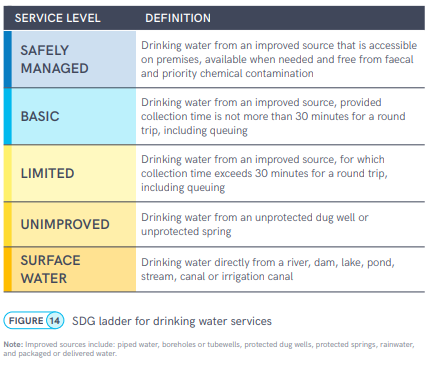 SERVICE LEVEL DEFINITION
SAFELY
MANAGED
Drinking water from an improved source that is accessible
on premises, available when needed and free from faecal
and priority chemical contamination
BASIC
Drinking water from an improved source, provided
collection time is not more than 30 minutes for a round
trip, including queuing
LIMITED
Drinking water from an improved source, for which
collection time exceeds 30 minutes for a round trip,
including queuing
UNIMPROVED
Drinking water from an unprotected dug well or
unprotected spring
SURFACE
WATER
Drinking water directly from a river, dam, lake, pond,
stream, canal or irrigation canal
FIGURE 14 SDG ladder for drinking water services
Note: Improved sources include: piped water, boreholes or tubewells, protected dug wells, protected springs, rainwater,
and packaged or delivered water.